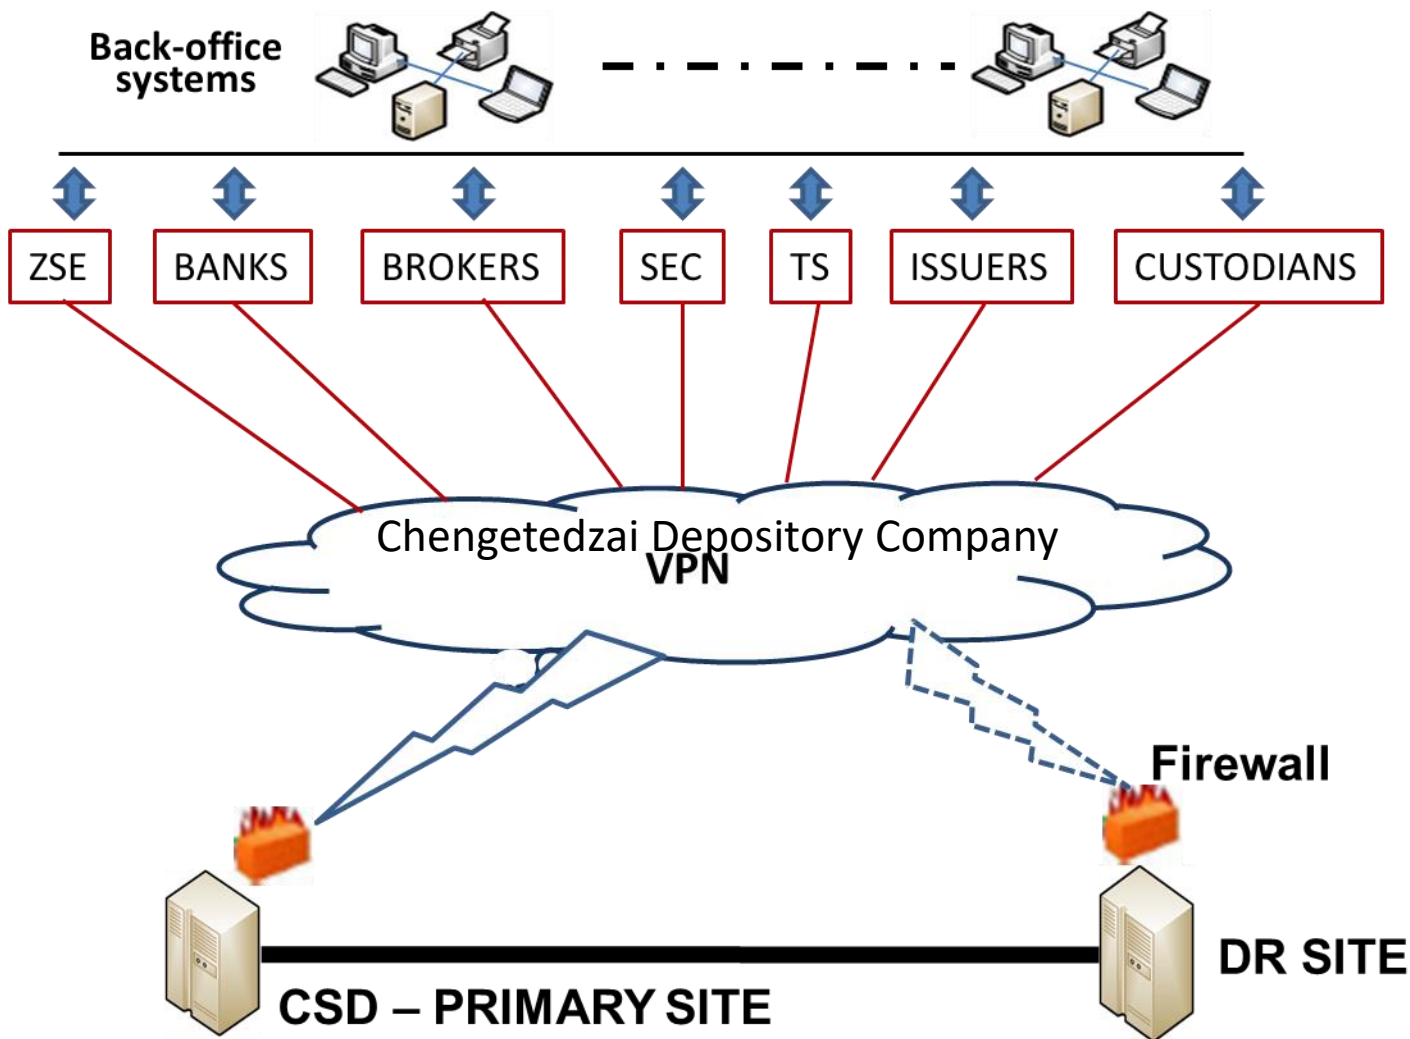 Back-office
systems
ZSE
BANKS
BROKERS
SEC
TS
ISSUERS
CUSTODIANS
Chengetedzai Depository Company
VPN
Firewall
DR SITE
CSD – PRIMARY SITE